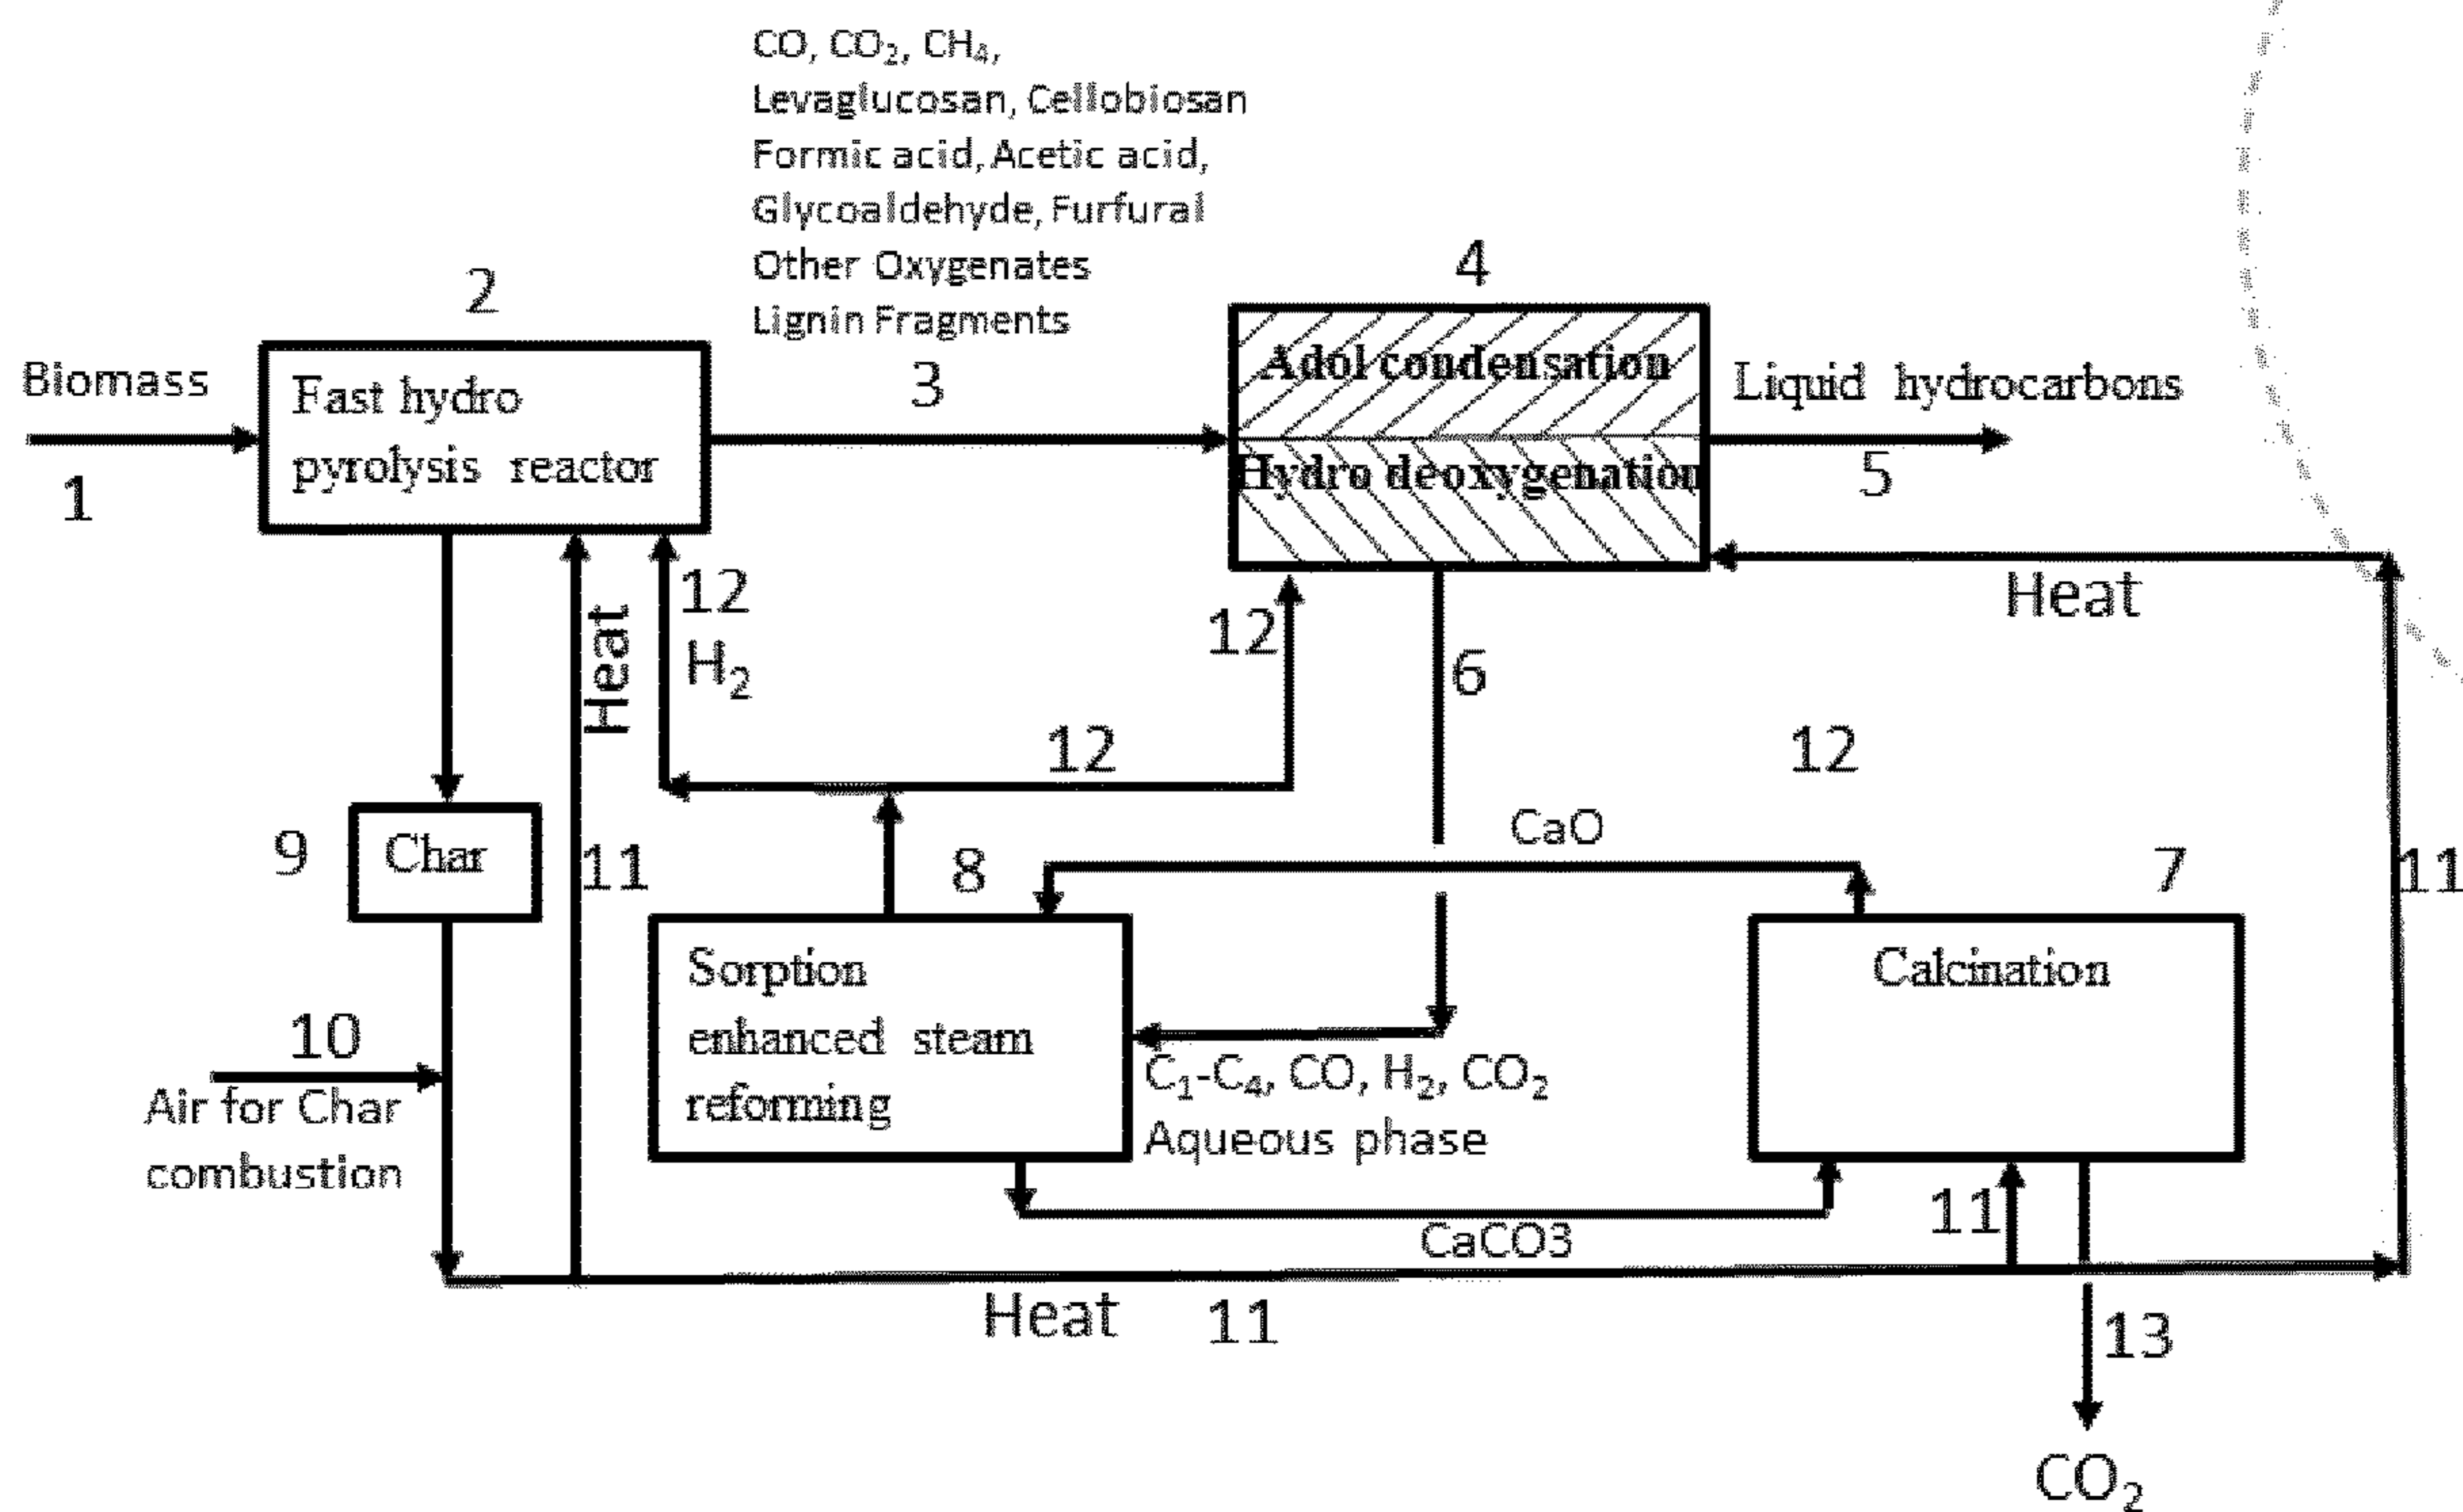 CO, CO₂, CH₄,
Levaglucosan, Cellobiosan
Formic acid, Acetic acid,
Glycoaldehyde, Furfural
Other Oxygenates
Lignin Fragments
2
4
Biomass
1
Fast hydro
pyrolysis reactor
3
Adol condensation
Hydro deoxygenation
Liquid hydrocarbons
5
Heat
12
H₂
12
6
Heat
12
12
9
Char
11
8
CaO
7
11
Sorption
enhanced steam
reforming
Calcination
10
Air for Char
combustion
C₁-C₄, CO, H₂, CO₂
Aqueous phase
11
CaCO3
Heat
11
13
CO₂